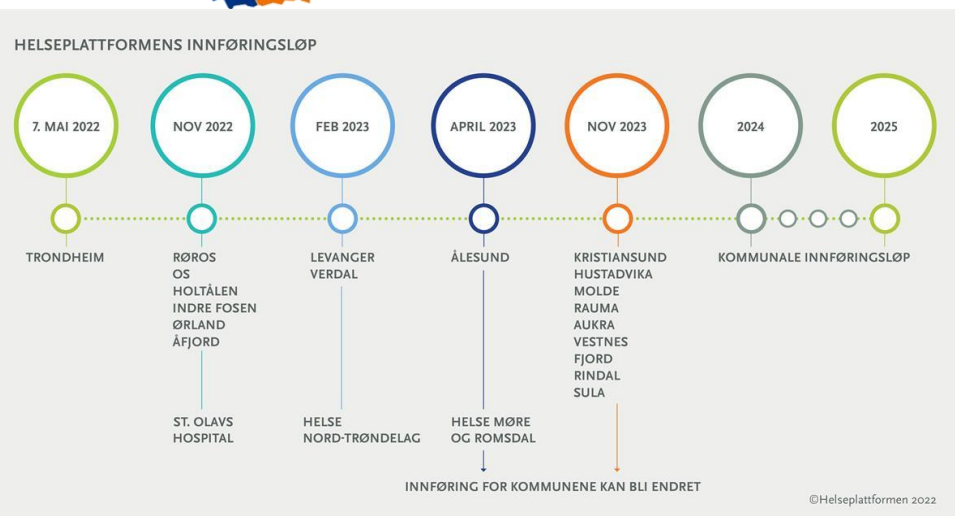 HELSEPLATTFORMENS INNFØRINGSLØP
7. MAI 2022
NOV 2022
FEB 2023
APRIL 2023
NOV 2023
2024
2025
TRONDHEIM
RØROS
OS
HOLTÅLEN
INDRE FOSEN
ØRLAND
ÅFJORD
ST. OLAVS
HOSPITAL
LEVANGER
VERDAL
HELSE
NORD-TRØNDELAG
ÅLESUND
HELSE MØRE
OG ROMSDAL
KRISTIANSUND
HUSTADVIKA
MOLDE
RAUMA
AUKRA
VESTNES
FJORD
RINDAL
SULA
KOMMUNALE INNFØRINGSLØP
INNFØRING FOR KOMMUNENE KAN BLI ENDRET
©Helseplattformen 2022